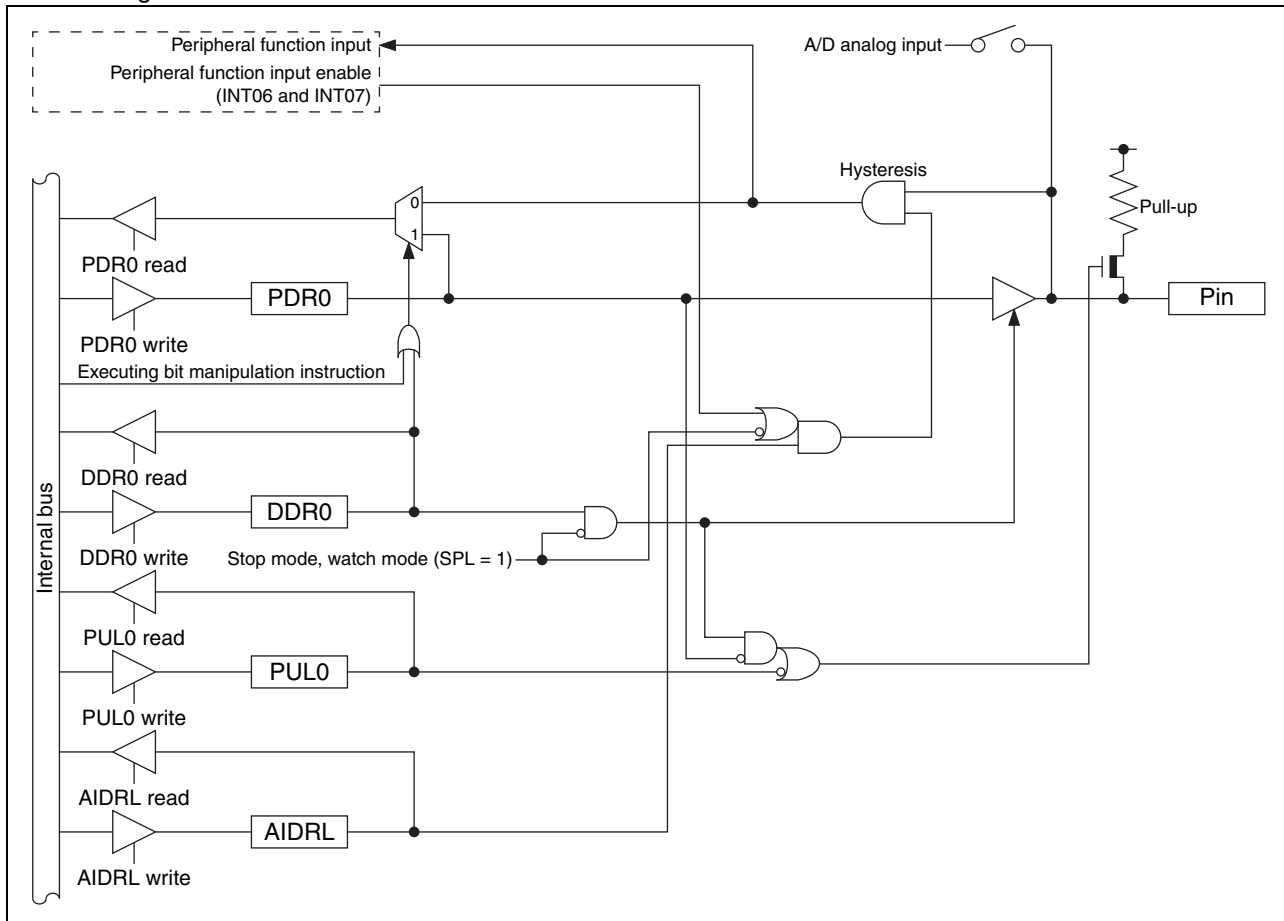 Peripheral function input
A/D analog input
Peripheral function input enable
(INT06 and INT07)
Hysteresis
0
Pull-up
1
PDR0 read
PDR0
Pin
PDR0 write
Executing bit manipulation instruction
DDR0 read
DDR0
DDR0 write
Stop mode, watch mode (SPL = 1)
Internal bus
PUL0 read
PUL0
PUL0 write
AIDRL read
AIDRL
AIDRL write